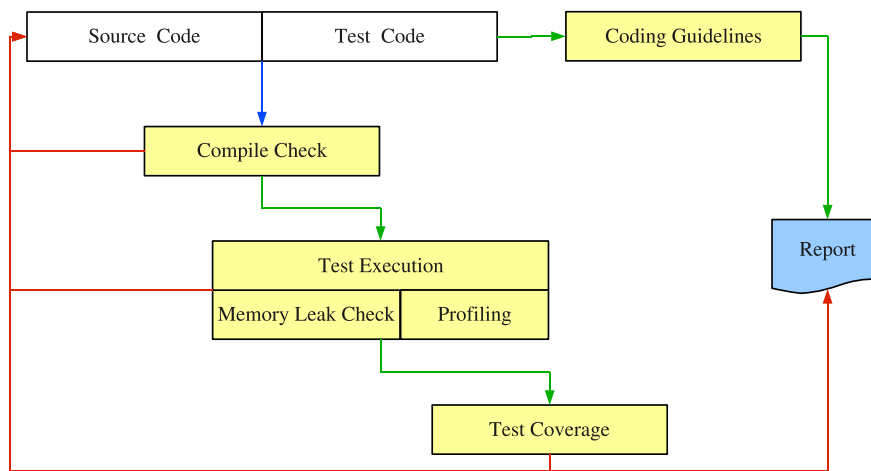 Source Code
Test Code
Coding Guidelines
Compile Check
Report
Test Execution
Memory Leak Check
Profiling
Test Coverage